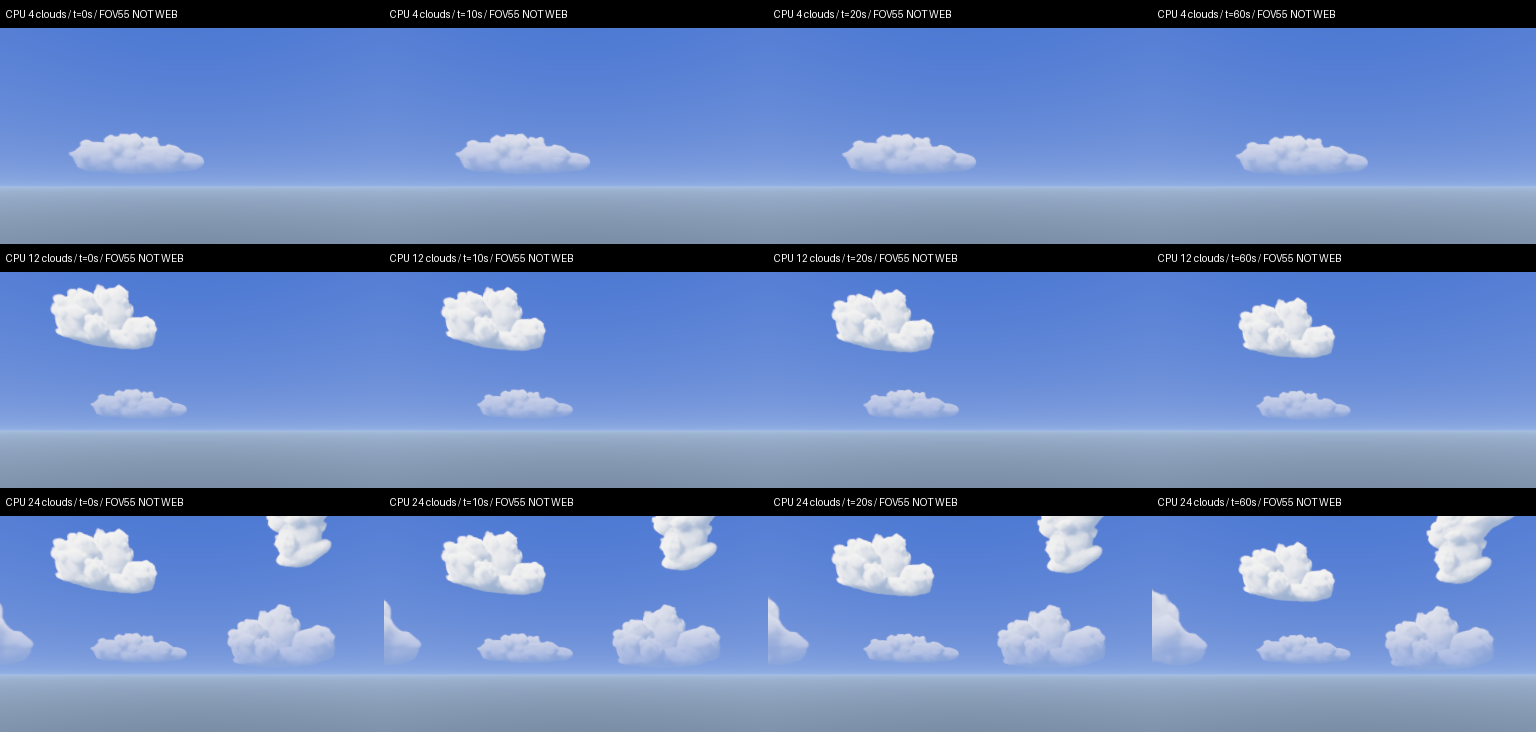 CPU 4 clouds / t=0s / FOV55 NOT WEB
CPU 4 clouds / t=10s / FOV55 NOT WEB
CPU 4 clouds / t=20s / FOV55 NOT WEB
CPU 4 clouds / t=60s / FOV55 NOT WEB
CPU 12 clouds / t=0s / FOV55 NOT WEB
CPU 12 clouds / t=10s / FOV55 NOT WEB
CPU 12 clouds / t=20s / FOV55 NOT WEB
CPU 12 clouds / t=60s / FOV55 NOT WEB
CPU 24 clouds / t=0s / FOV55 NOT WEB
CPU 24 clouds / t=10s / FOV55 NOT WEB
CPU 24 clouds / t=20s / FOV55 NOT WEB
CPU 24 clouds / t=60s / FOV55 NOT WEB